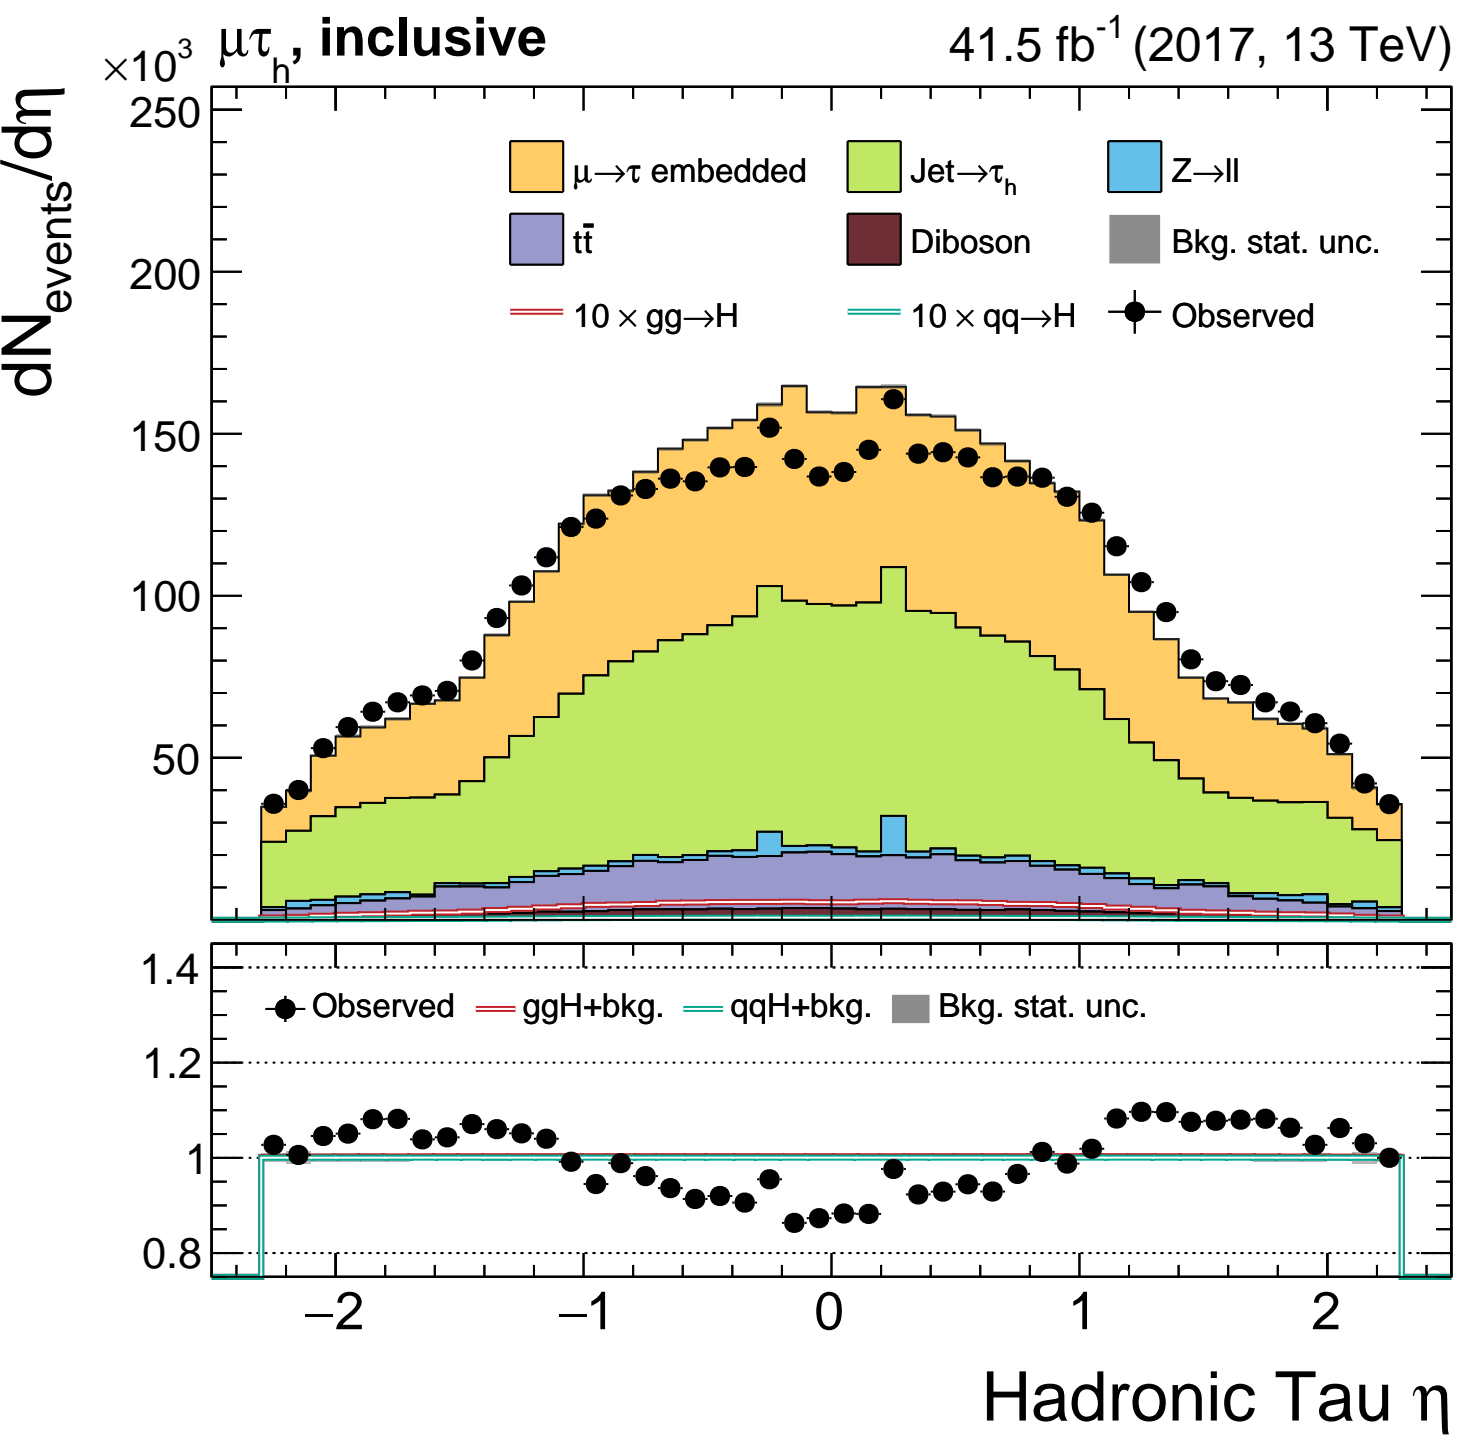 ×10³ μτₕ, inclusive 41.5 fb⁻¹ (2017, 13 TeV)
dN_events/dη
250
200
150
100
50
μ→τ embedded Jet→τₕ Z→ll
tt̄ Diboson Bkg. stat. unc.
10 × gg→H 10 × qq→H Observed
1.4
1.2
1
0.8
Observed ggH+bkg. qqH+bkg. Bkg. stat. unc.
−2 −1 0 1 2
Hadronic Tau η